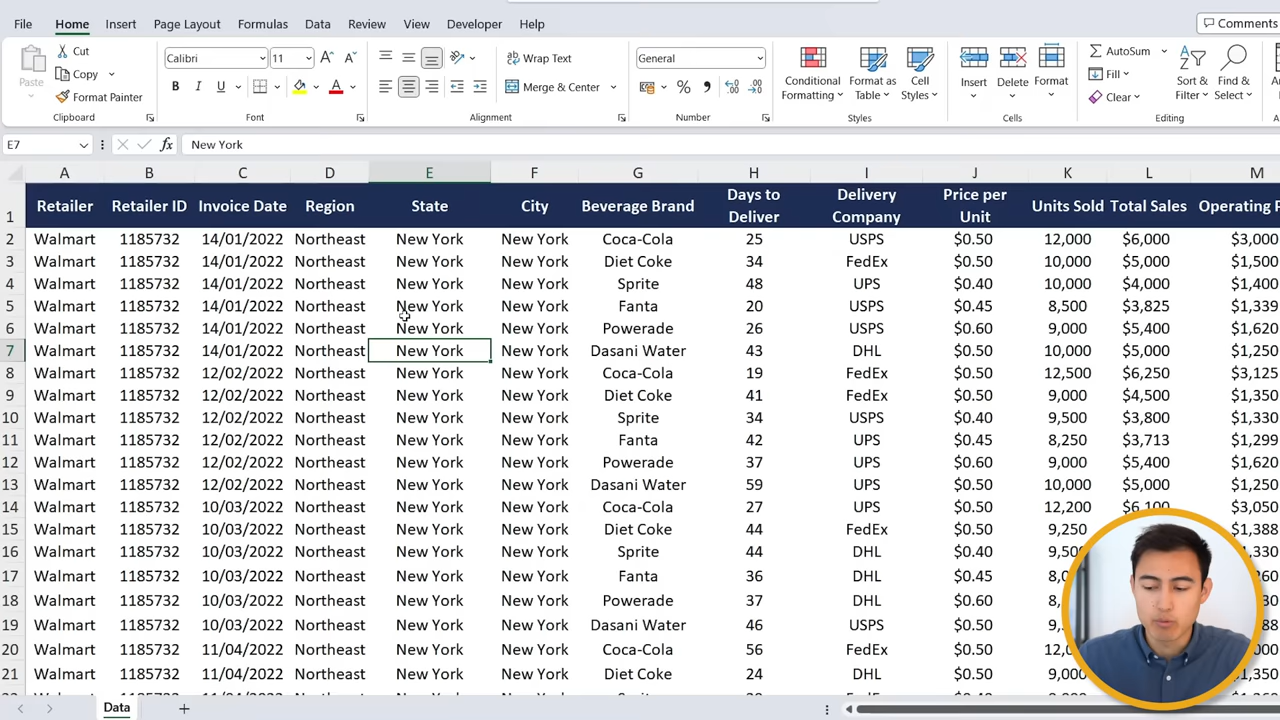 File Home Insert Page Layout Formulas Data Review View Developer Help Comments
Paste
Cut
Copy
Format Painter
Clipboard
Calibri 11
B I U
Font
Wrap Text
Merge & Center
Alignment
General
Number
Conditional Formatting
Format as Table
Cell Styles
Styles
Insert
Delete
Format
Cells
AutoSum
Fill
Clear
Sort & Filter
Find & Select
Editing
E7 fx New York
A B C D E F G H I J K L M
1 Retailer Retailer ID Invoice Date Region State City Beverage Brand Days to Deliver Delivery Company Price per Unit Units Sold Total Sales Operating
2 Walmart 1185732 14/01/2022 Northeast New York New York Coca-Cola 25 USPS $0.50 12,000 $6,000 $3,000
3 Walmart 1185732 14/01/2022 Northeast New York New York Diet Coke 34 FedEx $0.50 10,000 $5,000 $1,500
4 Walmart 1185732 14/01/2022 Northeast New York New York Sprite 48 UPS $0.40 10,000 $4,000 $1,400
5 Walmart 1185732 14/01/2022 Northeast New York New York Fanta 20 USPS $0.45 8,500 $3,825 $1,339
6 Walmart 1185732 14/01/2022 Northeast New York New York Powerade 26 USPS $0.60 9,000 $5,400 $1,620
7 Walmart 1185732 14/01/2022 Northeast New York New York Dasani Water 43 DHL $0.50 10,000 $5,000 $1,250
8 Walmart 1185732 12/02/2022 Northeast New York New York Coca-Cola 19 FedEx $0.50 12,500 $6,250 $3,125
9 Walmart 1185732 12/02/2022 Northeast New York New York Diet Coke 41 FedEx $0.50 9,000 $4,500 $1,350
10 Walmart 1185732 12/02/2022 Northeast New York New York Sprite 34 USPS $0.40 9,500 $3,800 $1,330
11 Walmart 1185732 12/02/2022 Northeast New York New York Fanta 42 UPS $0.45 8,250 $3,713 $1,299
12 Walmart 1185732 12/02/2022 Northeast New York New York Powerade 37 UPS $0.60 9,000 $5,400 $1,620
13 Walmart 1185732 12/02/2022 Northeast New York New York Dasani Water 59 UPS $0.50 10,000 $5,000 $1,250
14 Walmart 1185732 10/03/2022 Northeast New York New York Coca-Cola 27 UPS $0.50 12,200 $6,100 $3,050
15 Walmart 1185732 10/03/2022 Northeast New York New York Diet Coke 44 FedEx $0.50 9,250 $1,388
16 Walmart 1185732 10/03/2022 Northeast New York New York Sprite 44 DHL $0.40
17 Walmart 1185732 10/03/2022 Northeast New York New York Fanta 36 DHL $0.45
18 Walmart 1185732 10/03/2022 Northeast New York New York Powerade 37 UPS $0.60
19 Walmart 1185732 10/03/2022 Northeast New York New York Dasani Water 46 USPS $0.50
20 Walmart 1185732 11/04/2022 Northeast New York New York Coca-Cola 56 FedEx $0.50
21 Walmart 1185732 11/04/2022 Northeast New York New York Diet Coke 24 DHL $0.50
Data